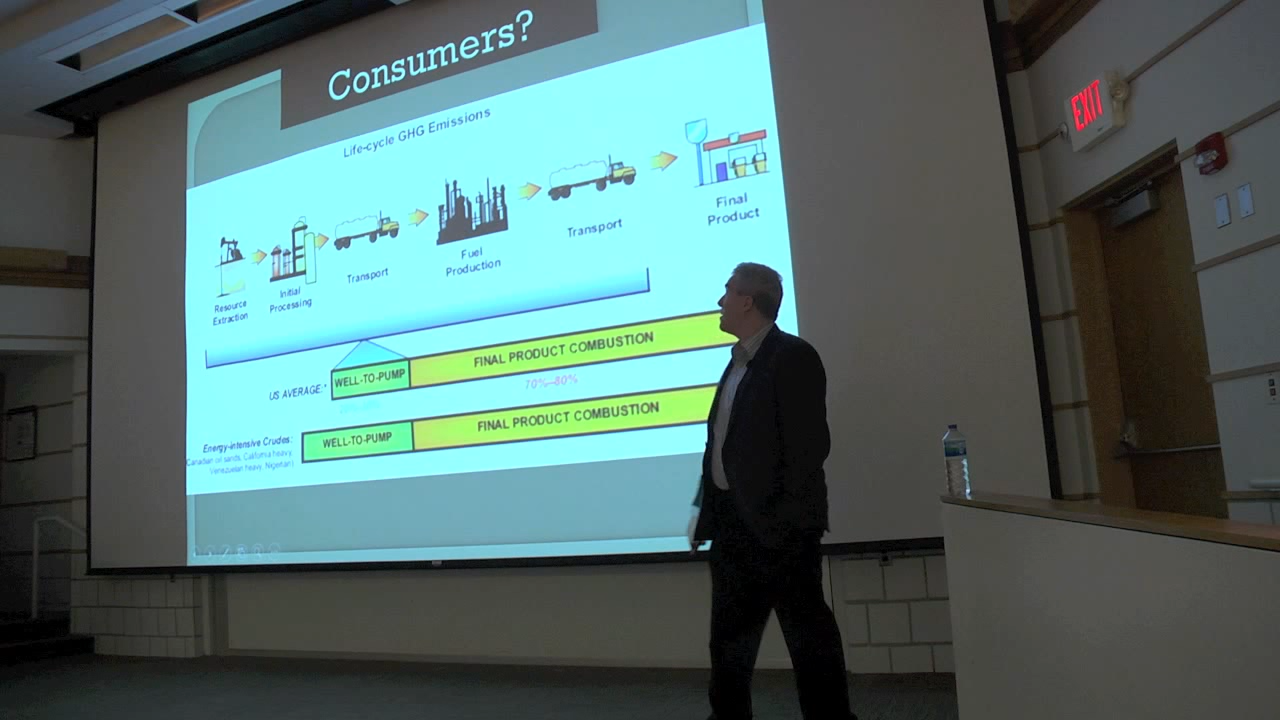 Consumers?
Life-cycle GHG Emissions
Resource
Extraction
Initial
Processing
Transport
Fuel
Production
Transport
Final
Product
US AVERAGE:*
WELL-TO-PUMP
FINAL PRODUCT COMBUSTION
70%–80%
Energy-intensive Crudes:
Canadian oil sands, California heavy,
Venezuelan heavy, Nigerian
WELL-TO-PUMP
FINAL PRODUCT COMBUSTION
EXIT